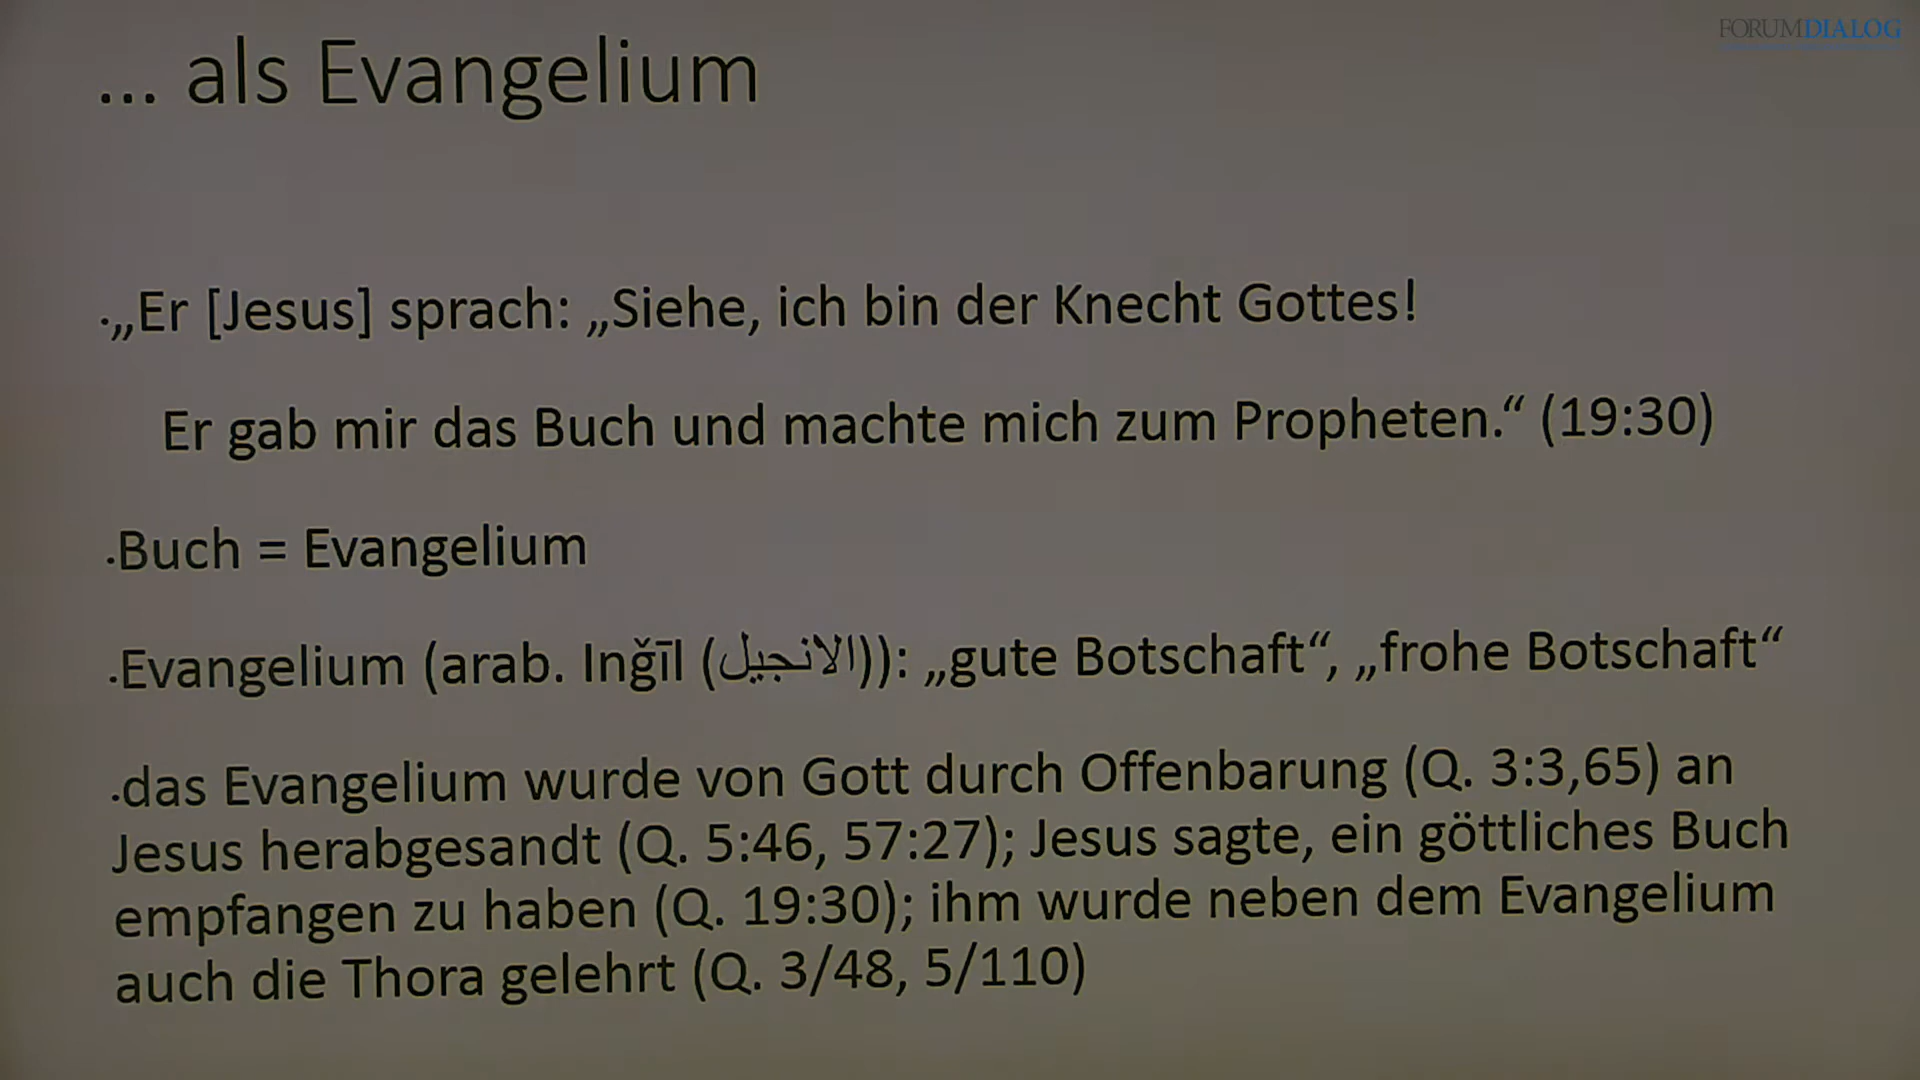 FORUMDIALOG
... als Evangelium
·„Er [Jesus] sprach: „Siehe, ich bin der Knecht Gottes!
Er gab mir das Buch und machte mich zum Propheten.“ (19:30)
·Buch = Evangelium
·Evangelium (arab. Inǧīl (الانجيل)): „gute Botschaft“, „frohe Botschaft“
·das Evangelium wurde von Gott durch Offenbarung (Q. 3:3,65) an
Jesus herabgesandt (Q. 5:46, 57:27); Jesus sagte, ein göttliches Buch
empfangen zu haben (Q. 19:30); ihm wurde neben dem Evangelium
auch die Thora gelehrt (Q. 3/48, 5/110)